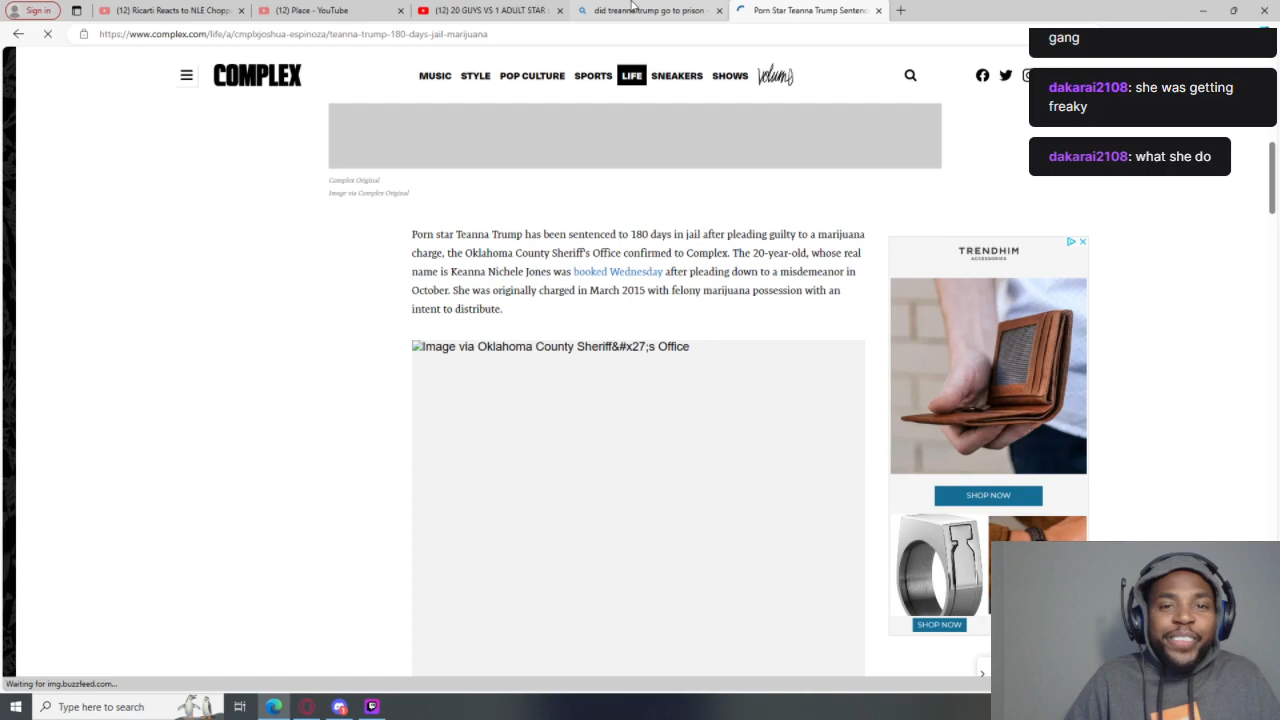 Sign in
(12) Ricarti Reacts to NLE Chopp
(12) Place - YouTube
(12) 20 GUYS VS 1 ADULT STAR :
did treanna trump go to prison -
Porn Star Teanna Trump Sentenc
https://www.complex.com/life/a/cmplxjoshua-espinoza/teanna-trump-180-days-jail-marijuana
COMPLEX
MUSIC STYLE POP CULTURE SPORTS LIFE SNEAKERS SHOWS volume
gang
dakarai2108: she was getting
freaky
dakarai2108: what she do
Complex Original
Image via Complex Original
Porn star Teanna Trump has been sentenced to 180 days in jail after pleading guilty to a marijuana
charge, the Oklahoma County Sheriff's Office confirmed to Complex. The 20-year-old, whose real
name is Keanna Nichele Jones was booked Wednesday after pleading down to a misdemeanor in
October. She was originally charged in March 2015 with felony marijuana possession with an
intent to distribute.
Image via Oklahoma County Sheriff&#x27;s Office
TRENDHIM
ACCESSORIES
SHOP NOW
SHOP NOW
Waiting for img.buzzfeed.com...
Type here to search